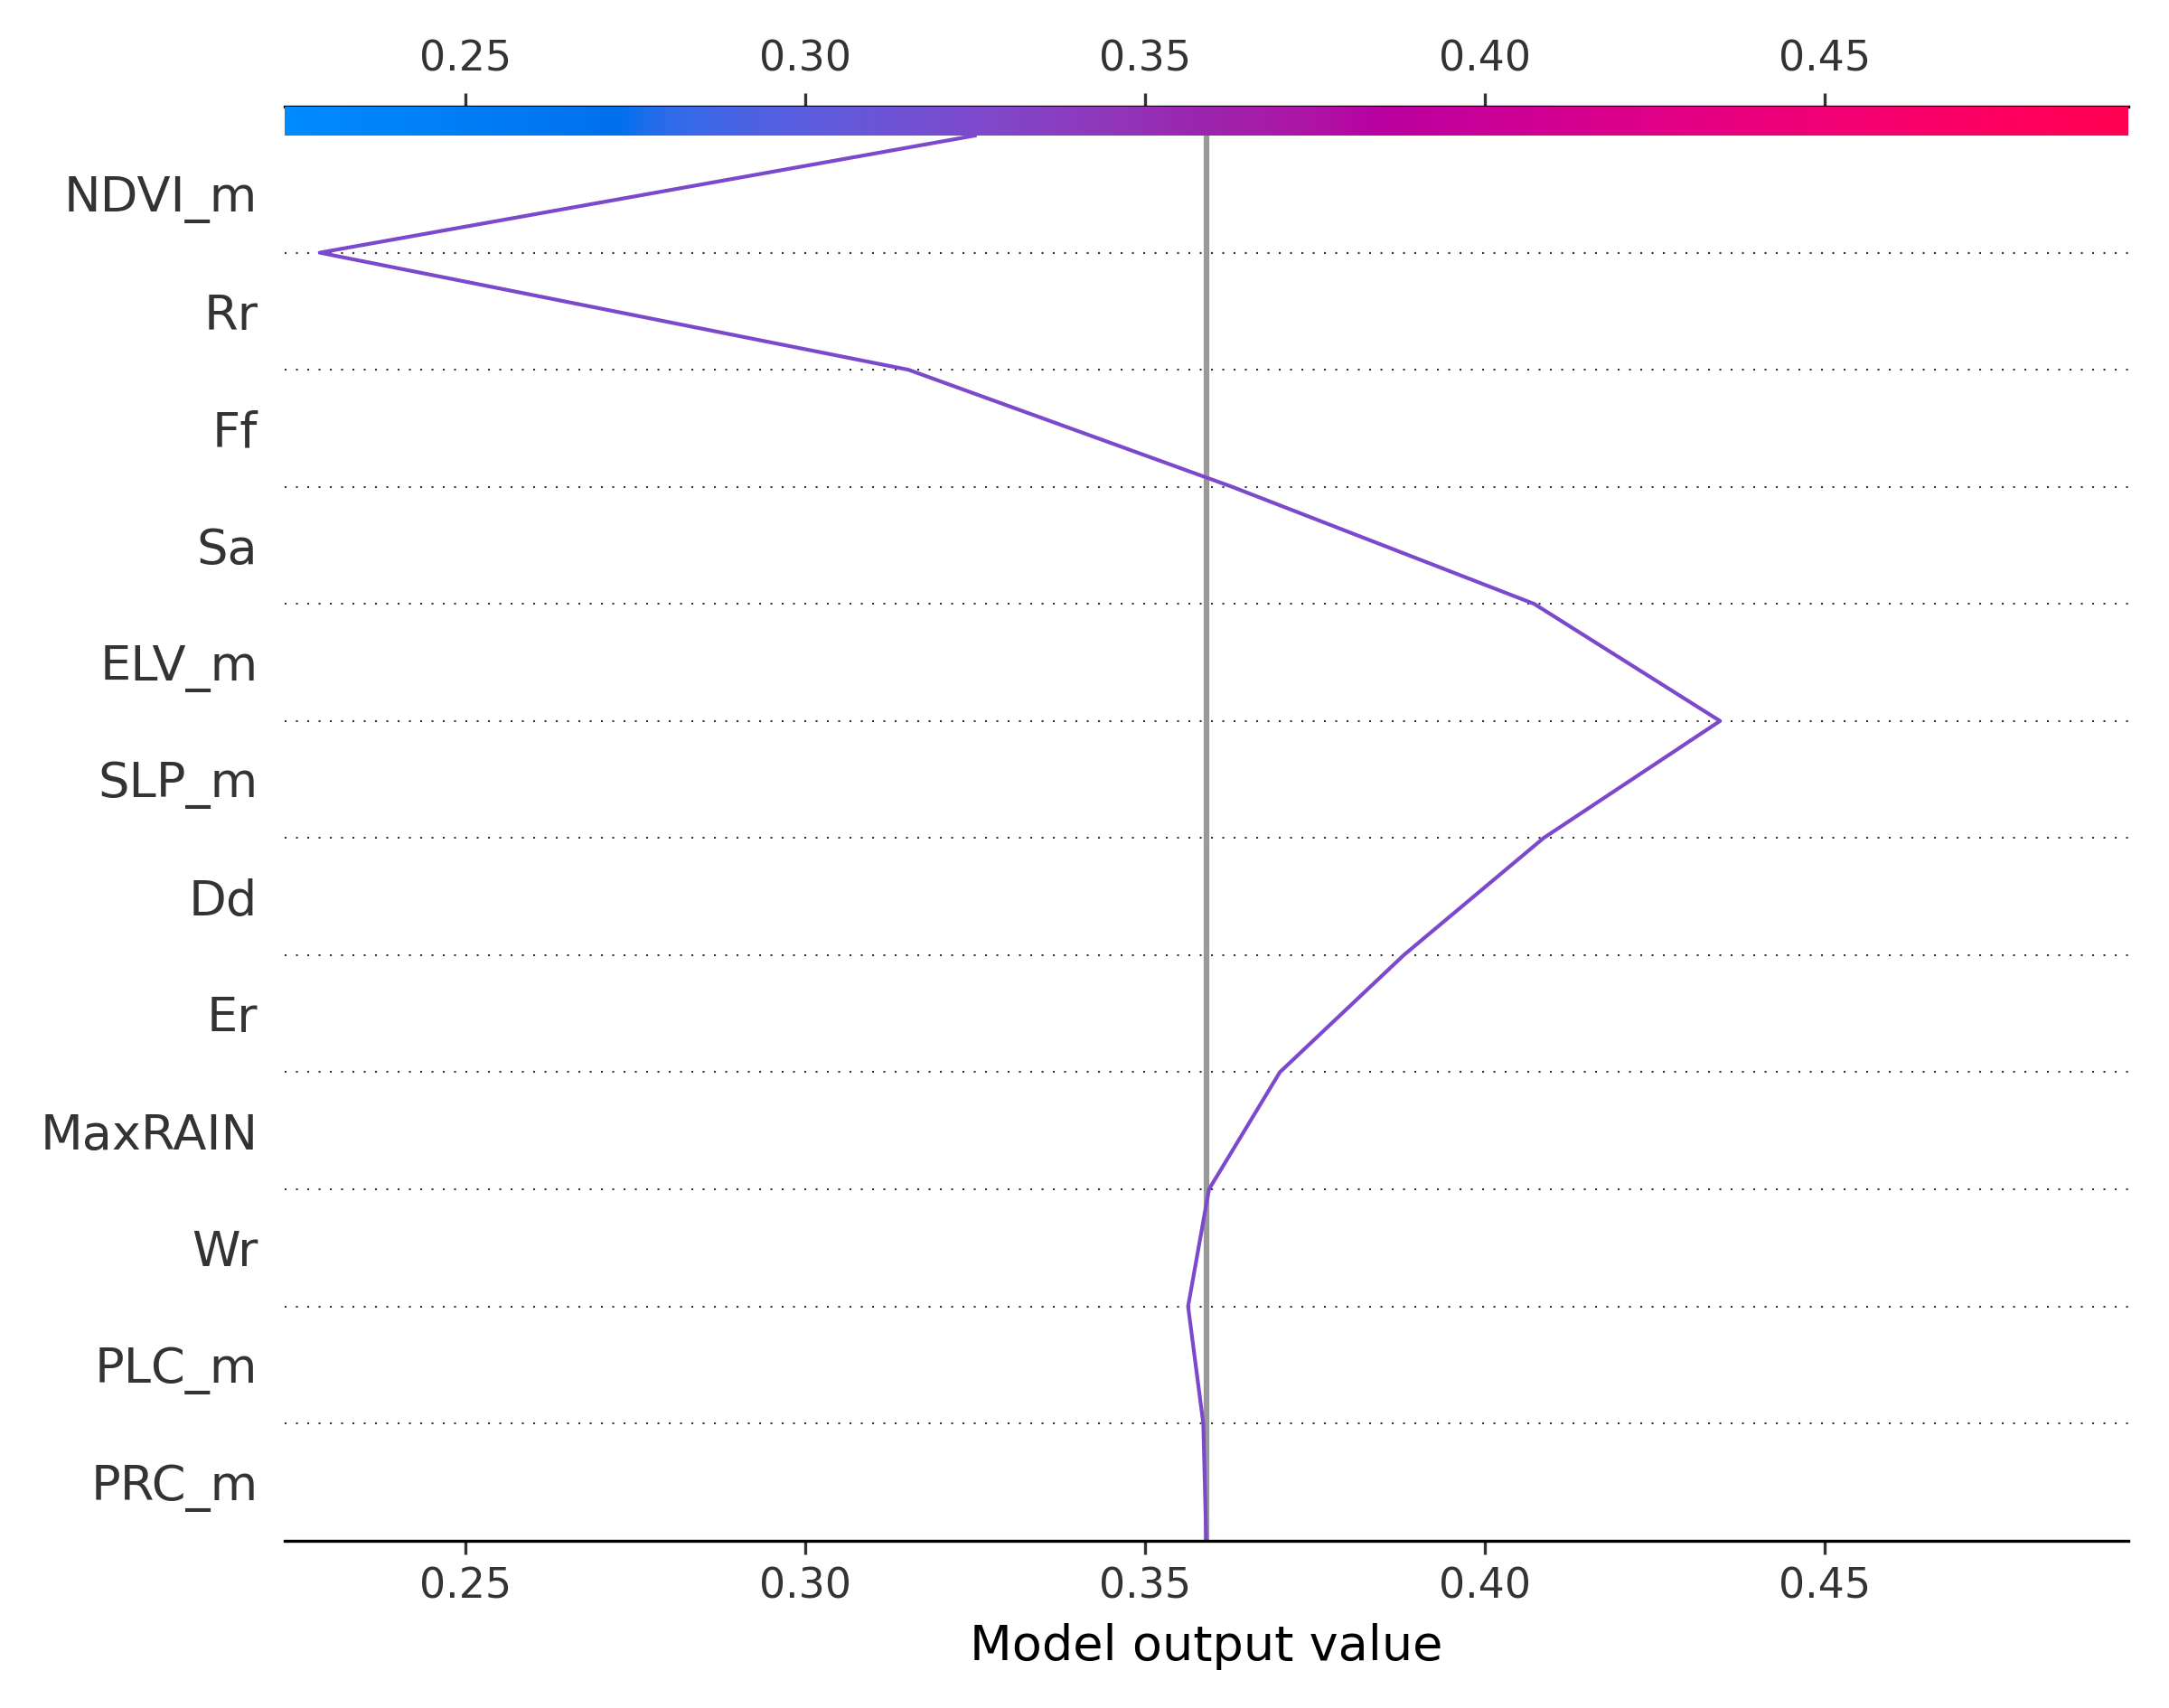 0.25 0.30 0.35 0.40 0.45
NDVI_m
Rr
Ff
Sa
ELV_m
SLP_m
Dd
Er
MaxRAIN
Wr
PLC_m
PRC_m
0.25 0.30 0.35 0.40 0.45
Model output value